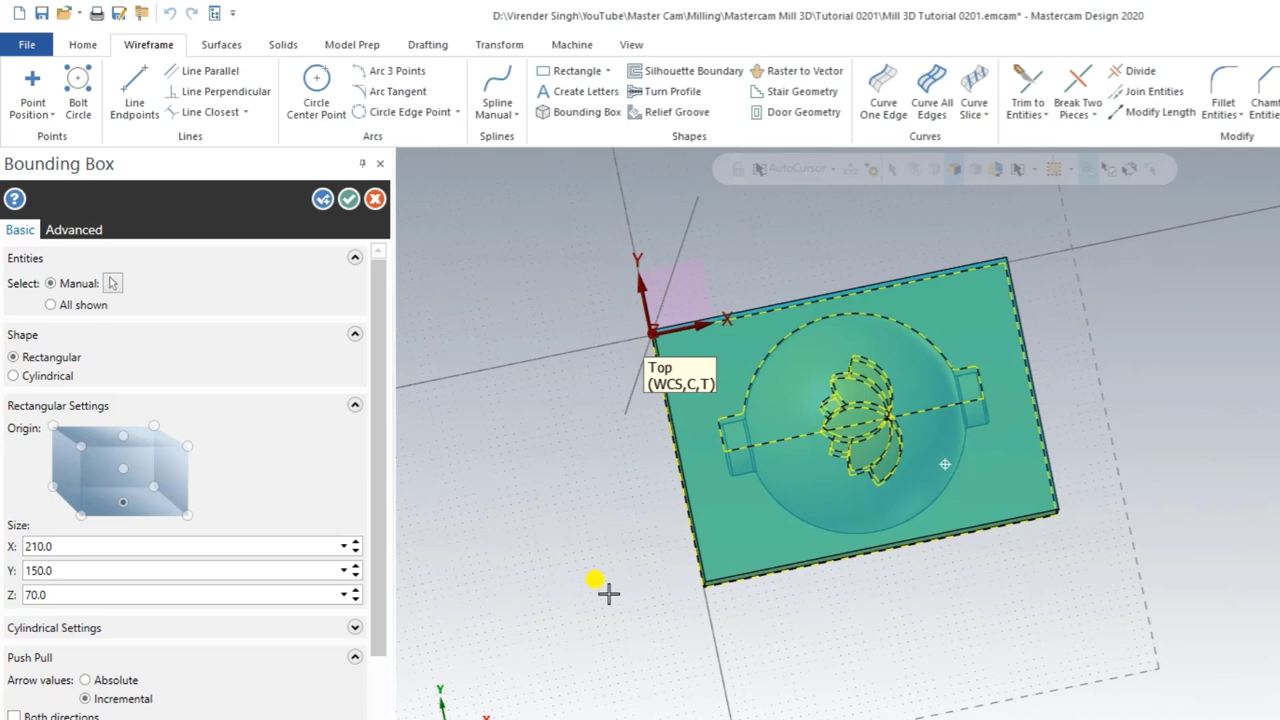 D:\Virender Singh\YouTube\Master Cam\Milling\Mastercam Mill 3D\Tutorial 0201\Mill 3D Tutorial 0201.emcam* - Mastercam Design 2020
File Home Wireframe Surfaces Solids Model Prep Drafting Transform Machine View
Point Position
Bolt Circle
Points
Line Endpoints
Line Parallel
Line Perpendicular
Line Closest
Lines
Circle Center Point
Arc 3 Points
Arc Tangent
Circle Edge Point
Arcs
Spline Manual
Splines
Rectangle
Create Letters
Bounding Box
Silhouette Boundary
Turn Profile
Relief Groove
Raster to Vector
Stair Geometry
Door Geometry
Shapes
Curve One Edge
Curve All Edges
Curve Slice
Curves
Trim to Entities
Break Two Pieces
Divide
Join Entities
Modify Length
Fillet Entities
Chamf
Entitie
Modify
Bounding Box
AutoCursor
Basic Advanced
Entities
Select: Manual:
All shown
Shape
Rectangular
Cylindrical
Rectangular Settings
Origin:
Size:
X: 210.0
Y: 150.0
Z: 70.0
Cylindrical Settings
Push Pull
Arrow values: Absolute
Incremental
Both directions
Y
X
Top
(WCS,C,T)
Y
X